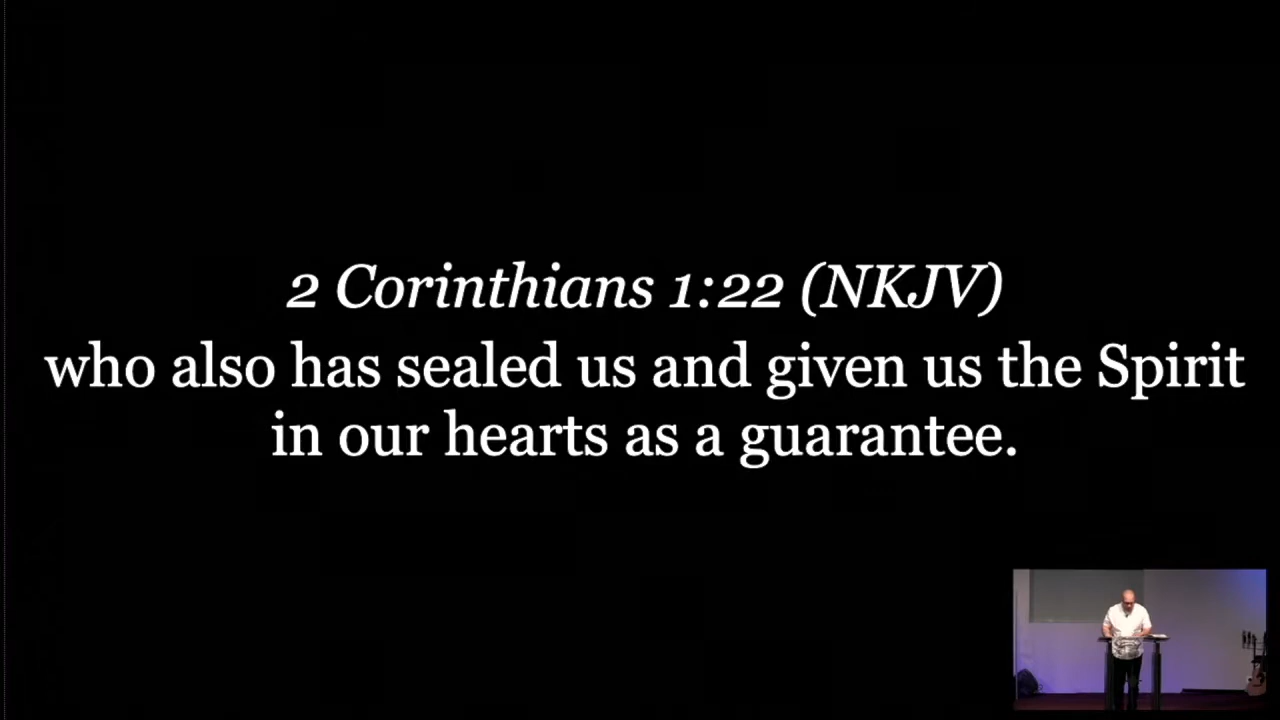 2 Corinthians 1:22 (NKJV)
who also has sealed us and given us the Spirit
in our hearts as a guarantee.